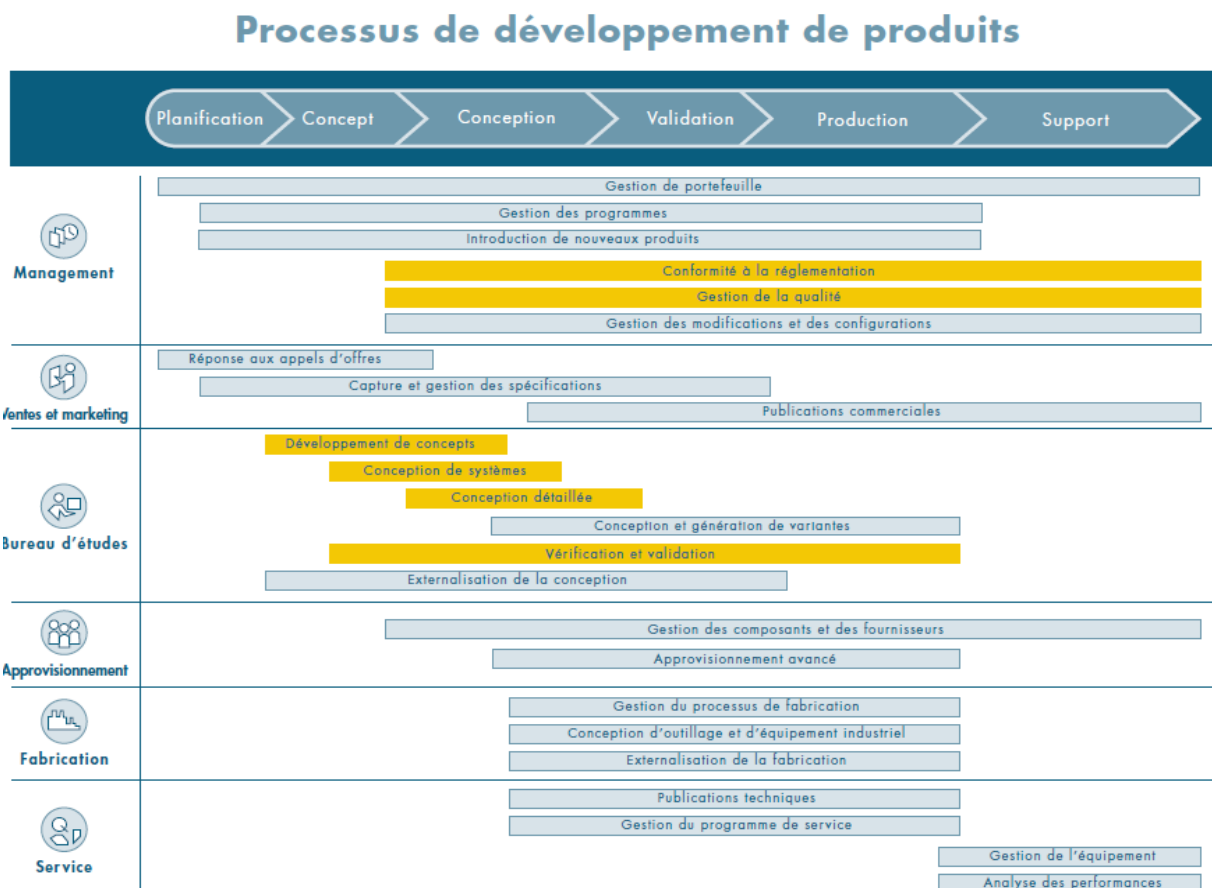 Processus de développement de produits
Planification
Concept
Conception
Validation
Production
Support
Management
Gestion de portefeuille
Gestion des programmes
Introduction de nouveaux produits
Conformité à la réglementation
Gestion de la qualité
Gestion des modifications et des configurations
Ventes et marketing
Réponse aux appels d'offres
Capture et gestion des spécifications
Publications commerciales
Bureau d'études
Développement de concepts
Conception de systèmes
Conception détaillée
Conception et génération de variantes
Vérification et validation
Externalisation de la conception
Approvisionnement
Gestion des composants et des fournisseurs
Approvisionnement avancé
Fabrication
Gestion du processus de fabrication
Conception d'outillage et d'équipement industriel
Externalisation de la fabrication
Service
Publications techniques
Gestion du programme de service
Gestion de l'équipement
Analyse des performances